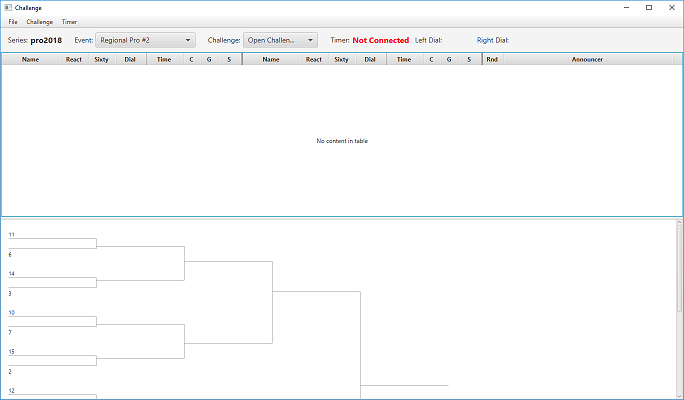 Challenge
File Challenge Timer
Series: pro2018 Event: Regional Pro #2 Challenge: Open Challen... Timer: Not Connected Left Dial: Right Dial:
Name React Sixty Dial Time C G S Name React Sixty Dial Time C G S Rnd Announcer
No content in table
11
6
14
3
10
7
15
2
12